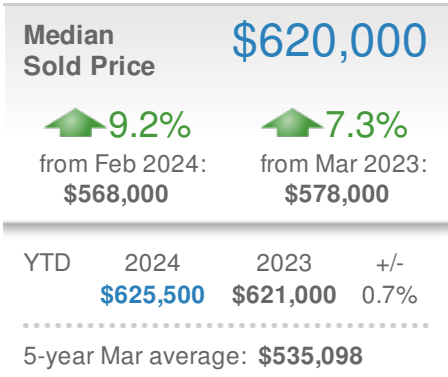 Median $620,000
Sold Price
9.2% 7.3%
from Feb 2024: from Mar 2023:
$568,000 $578,000
YTD 2024 2023 +/-
$625,500 $621,000 0.7%
5-year Mar average: $535,098